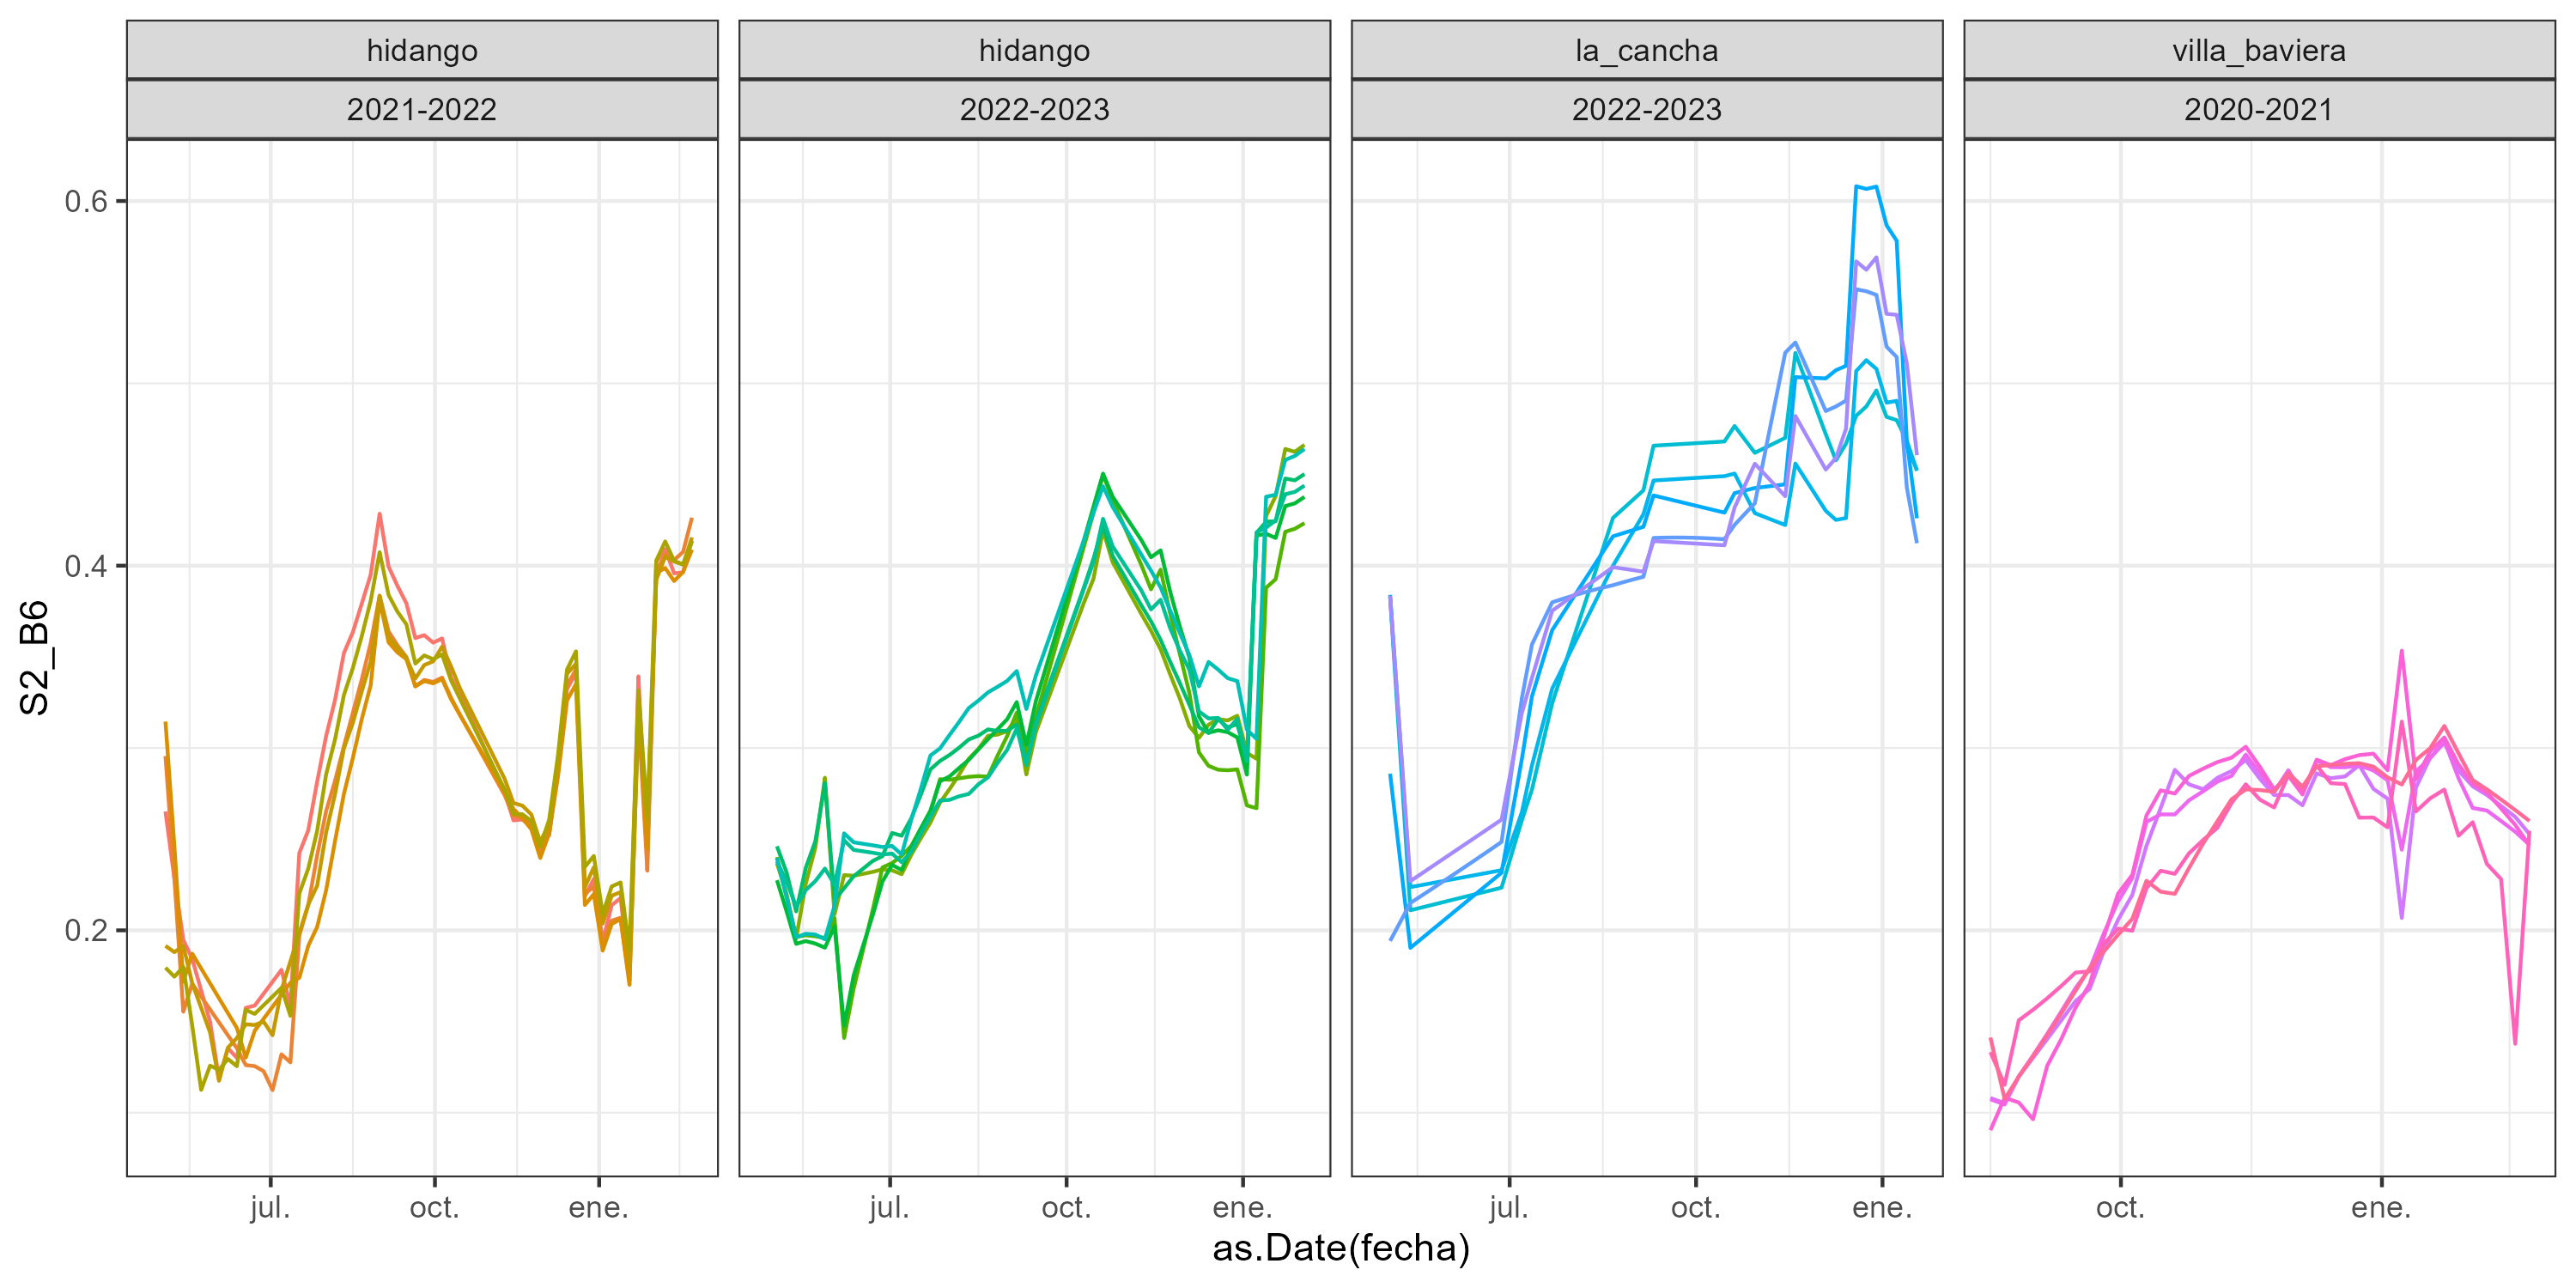 hidango hidango la_cancha villa_baviera
2021-2022 2022-2023 2022-2023 2020-2021
0.6
0.4
0.2
S2_B6
jul. oct. ene. jul. oct. ene. jul. oct. ene. oct. ene.
as.Date(fecha)